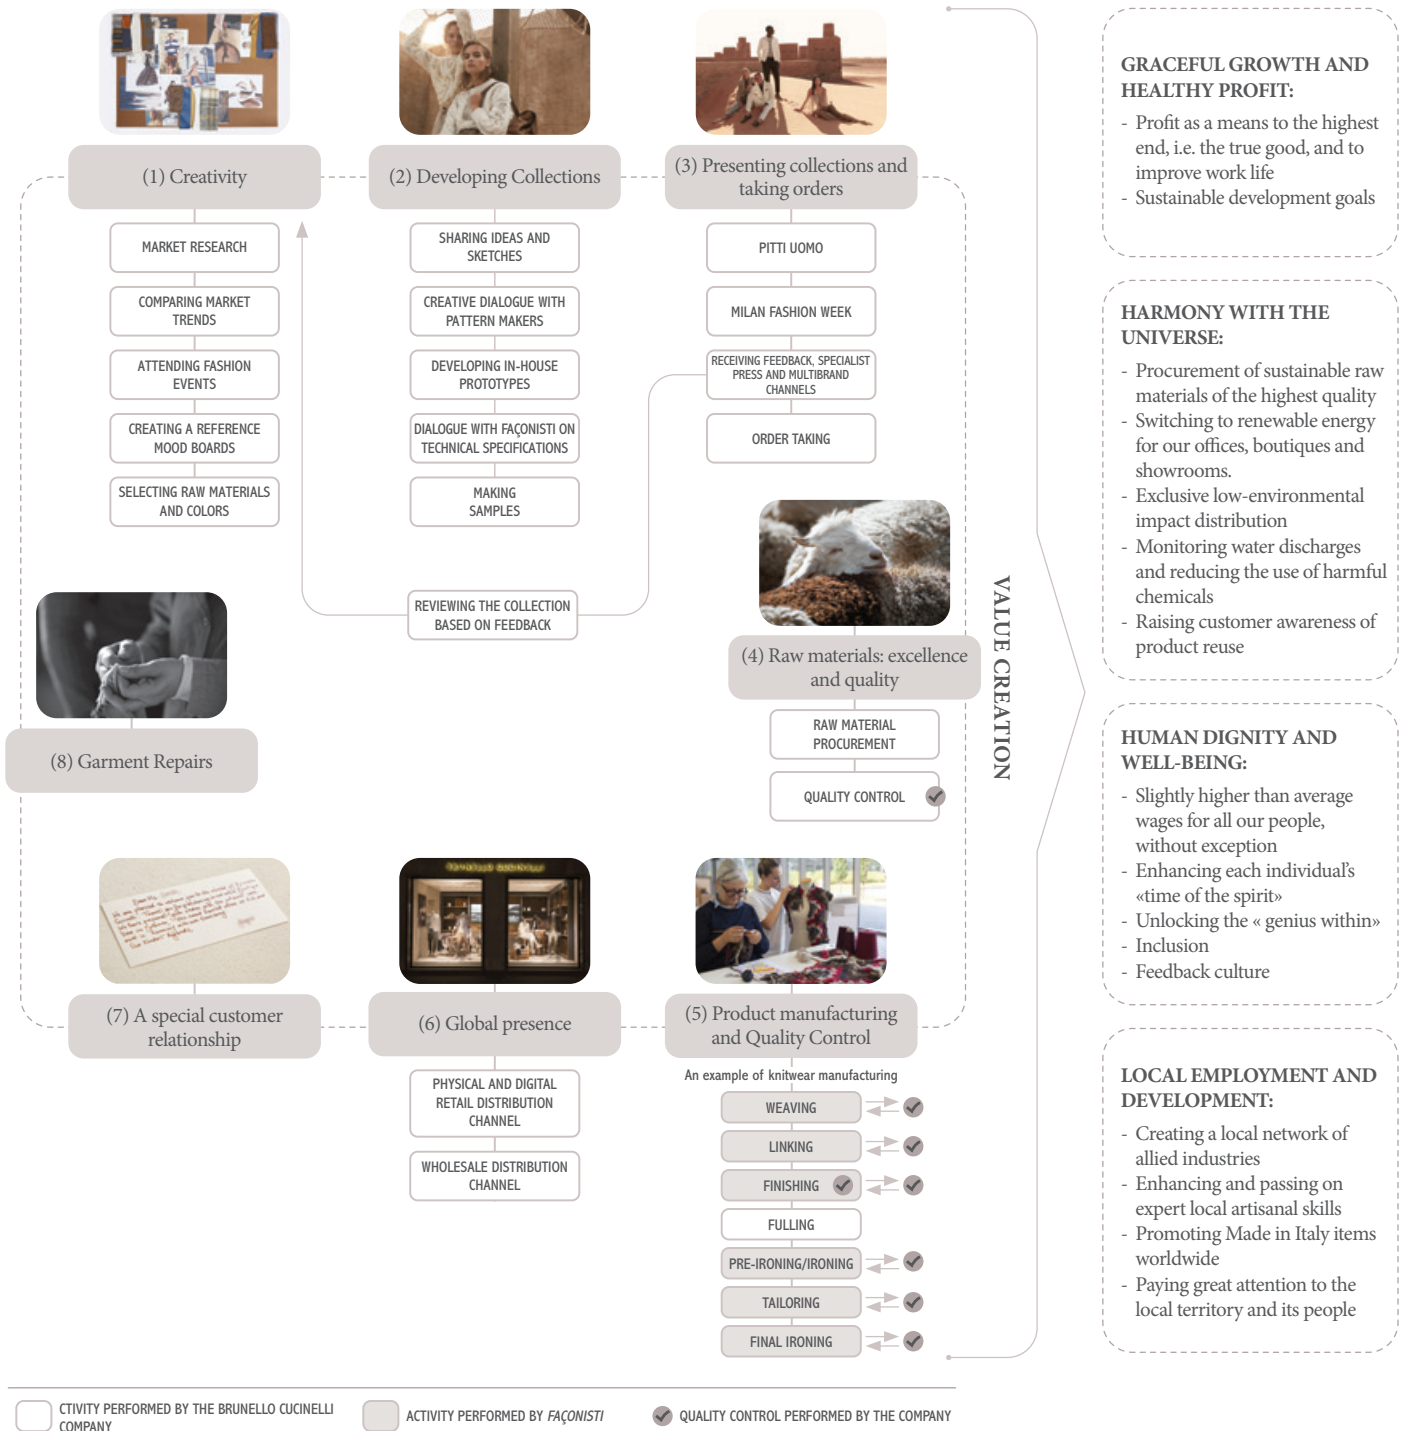 (1) Creativity
MARKET RESEARCH
COMPARING MARKET
TRENDS
ATTENDING FASHION
EVENTS
CREATING A REFERENCE
MOOD BOARDS
SELECTING RAW MATERIALS
AND COLORS
(2) Developing Collections
SHARING IDEAS AND
SKETCHES
CREATIVE DIALOGUE WITH
PATTERN MAKERS
DEVELOPING IN-HOUSE
PROTOTYPES
DIALOGUE WITH FAÇONISTI ON
TECHNICAL SPECIFICATIONS
MAKING
SAMPLES
REVIEWING THE COLLECTION
BASED ON FEEDBACK
(3) Presenting collections and
taking orders
PITTI UOMO
MILAN FASHION WEEK
RECEIVING FEEDBACK, SPECIALIST
PRESS AND MULTIBRAND
CHANNELS
ORDER TAKING
(4) Raw materials: excellence
and quality
RAW MATERIAL
PROCUREMENT
QUALITY CONTROL
(5) Product manufacturing
and Quality Control
An example of knitwear manufacturing
WEAVING
LINKING
FINISHING
FULLING
PRE-IRONING/IRONING
TAILORING
FINAL IRONING
(6) Global presence
PHYSICAL AND DIGITAL
RETAIL DISTRIBUTION
CHANNEL
WHOLESALE DISTRIBUTION
CHANNEL
(7) A special customer
relationship
(8) Garment Repairs
VALUE CREATION
GRACEFUL GROWTH AND
HEALTHY PROFIT:
- Profit as a means to the highest
end, i.e. the true good, and to
improve work life
- Sustainable development goals
HARMONY WITH THE
UNIVERSE:
- Procurement of sustainable raw
materials of the highest quality
- Switching to renewable energy
for our offices, boutiques and
showrooms.
- Exclusive low-environmental
impact distribution
- Monitoring water discharges
and reducing the use of harmful
chemicals
- Raising customer awareness of
product reuse
HUMAN DIGNITY AND
WELL-BEING:
- Slightly higher than average
wages for all our people,
without exception
- Enhancing each individual's
«time of the spirit»
- Unlocking the « genius within»
- Inclusion
- Feedback culture
LOCAL EMPLOYMENT AND
DEVELOPMENT:
- Creating a local network of
allied industries
- Enhancing and passing on
expert local artisanal skills
- Promoting Made in Italy items
worldwide
- Paying great attention to the
local territory and its people
CTIVITY PERFORMED BY THE BRUNELLO CUCINELLI
COMPANY
ACTIVITY PERFORMED BY FAÇONISTI
QUALITY CONTROL PERFORMED BY THE COMPANY